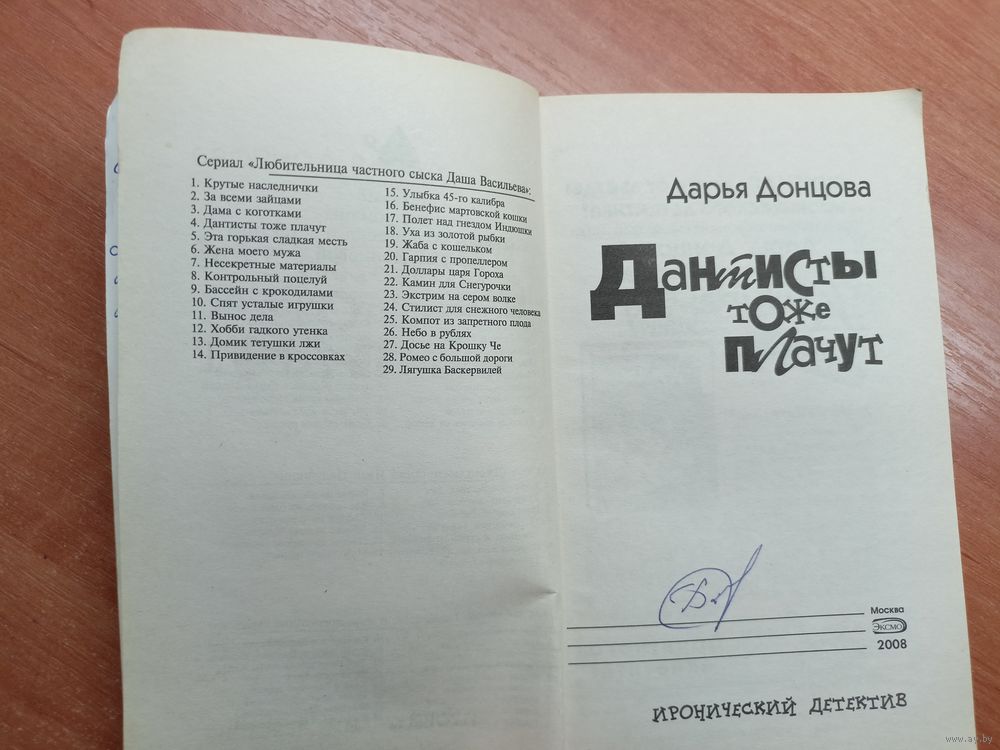 Сериал «Любительница частного сыска Даша Васильева»:
1. Крутые наследнички
2. За всеми зайцами
3. Дама с коготками
4. Дантисты тоже плачут
5. Эта горькая сладкая месть
6. Жена моего мужа
7. Несекретные материалы
8. Контрольный поцелуй
9. Бассейн с крокодилами
10. Спят усталые игрушки
11. Вынос дела
12. Хобби гадкого утенка
13. Домик тетушки лжи
14. Привидение в кроссовках
15. Улыбка 45-го калибра
16. Бенефис мартовской кошки
17. Полет над гнездом Индюшки
18. Уха из золотой рыбки
19. Жаба с кошельком
20. Гарпия с пропеллером
21. Доллары царя Гороха
22. Камин для Снегурочки
23. Экстрим на сером волке
24. Стилист для снежного человека
25. Компот из запретного плода
26. Небо в рублях
27. Досье на Крошку Че
28. Ромео с большой дороги
29. Лягушка Баскервилей
Дарья Донцова
Дантисты
тоже
плачут
Москва
ЭКСМО
2008
ИРОНИЧЕСКИЙ ДЕТЕКТИВ
www.ay.by